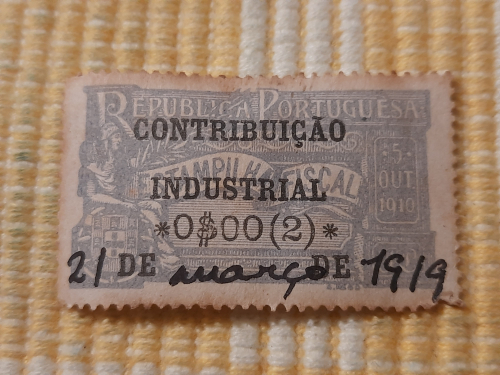 REPUBLICA PORTUGUESA
CONTRIBUIÇÃO
5
OUT
1910
ESTAMPILHA FISCAL
INDUSTRIAL
*0$00(2)*
21 DE março DE 1919